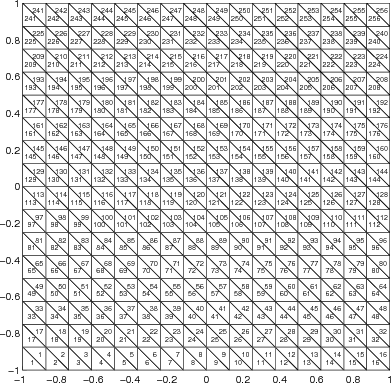 1
241 242 243 244 245 246 247 248 249 250 251 252 253 254 255 256
241 242 243 244 245 246 247 248 249 250 251 252 253 254 255 256
225 226 227 228 229 230 231 232 233 234 235 236 237 238 239 240
0.8
225 226 227 228 229 230 231 232 233 234 235 236 237 238 239 240
209 210 211 212 213 214 215 216 217 218 219 220 221 222 223 224
209 210 211 212 213 214 215 216 217 218 219 220 221 222 223 224
0.6
193 194 195 196 197 198 199 200 201 202 203 204 205 206 207 208
193 194 195 196 197 198 199 200 201 202 203 204 205 206 207 208
177 178 179 180 181 182 183 184 185 186 187 188 189 190 191 192
177 178 179 180 181 182 183 184 185 186 187 188 189 190 191 192
0.4
161 162 163 164 165 166 167 168 169 170 171 172 173 174 175 176
161 162 163 164 165 166 167 168 169 170 171 172 173 174 175 176
145 146 147 148 149 150 151 152 153 154 155 156 157 158 159 160
0.2
145 146 147 148 149 150 151 152 153 154 155 156 157 158 159 160
129 130 131 132 133 134 135 136 137 138 139 140 141 142 143 144
129 130 131 132 133 134 135 136 137 138 139 140 141 142 143 144
0
113 114 115 116 117 118 119 120 121 122 123 124 125 126 127 128
113 114 115 116 117 118 119 120 121 122 123 124 125 126 127 128
97 98 99 100 101 102 103 104 105 106 107 108 109 110 111 112
−0.2
97 98 99 100 101 102 103 104 105 106 107 108 109 110 111 112
81 82 83 84 85 86 87 88 89 90 91 92 93 94 95 96
81 82 83 84 85 86 87 88 89 90 91 92 93 94 95 96
−0.4
65 66 67 68 69 70 71 72 73 74 75 76 77 78 79 80
65 66 67 68 69 70 71 72 73 74 75 76 77 78 79 80
49 50 51 52 53 54 55 56 57 58 59 60 61 62 63 64
49 50 51 52 53 54 55 56 57 58 59 60 61 62 63 64
−0.6
33 34 35 36 37 38 39 40 41 42 43 44 45 46 47 48
33 34 35 36 37 38 39 40 41 42 43 44 45 46 47 48
17 18 19 20 21 22 23 24 25 26 27 28 29 30 31 32
−0.8
17 18 19 20 21 22 23 24 25 26 27 28 29 30 31 32
1 2 3 4 5 6 7 8 9 10 11 12 13 14 15 16
1 2 3 4 5 6 7 8 9 10 11 12 13 14 15 16
−1
−1 −0.8 −0.6 −0.4 −0.2 0 0.2 0.4 0.6 0.8 1